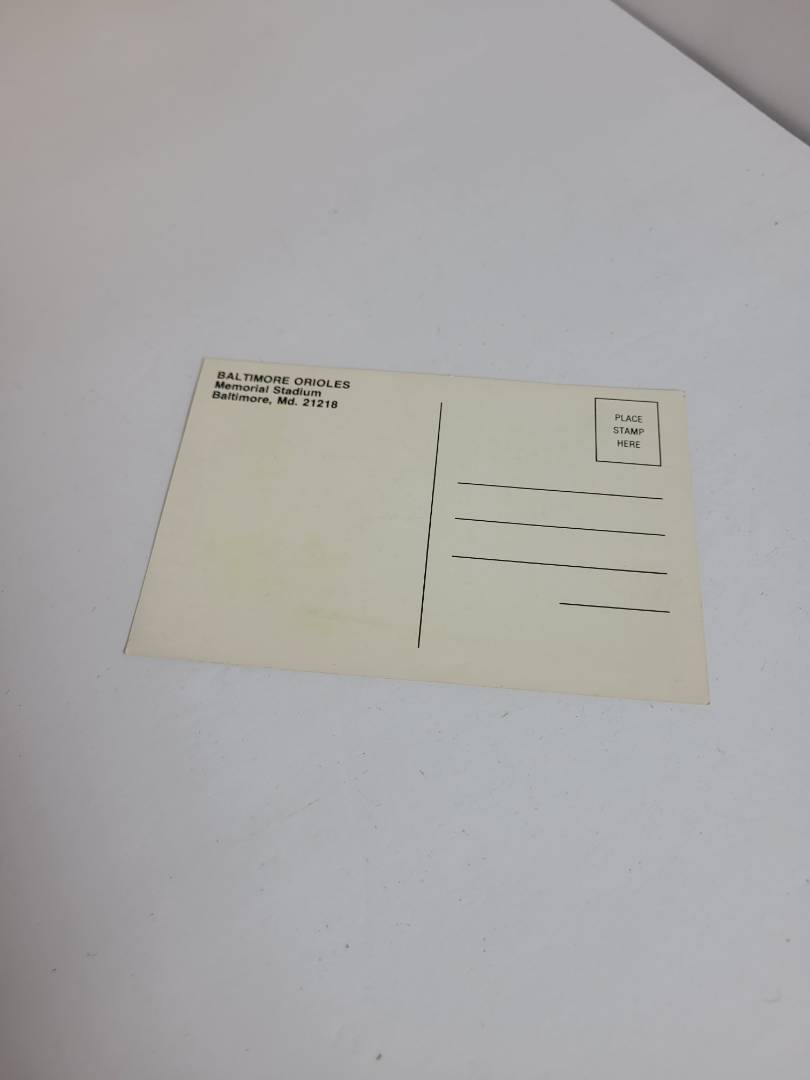 BALTIMORE ORIOLES
Memorial Stadium
Baltimore, Md. 21218
PLACE
STAMP
HERE